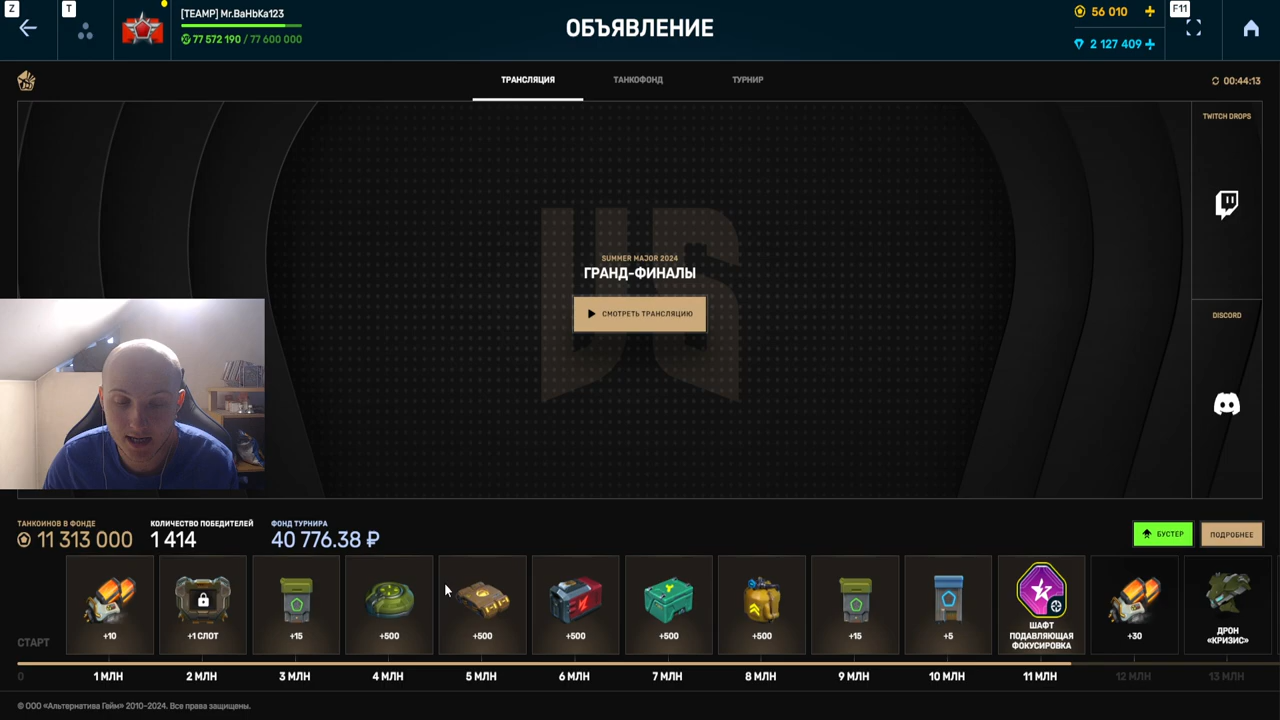 Z
T
[TEAMP] Mr.BaHbKa123
77 572 190 / 77 600 000
ОБЪЯВЛЕНИЕ
56 010
2 127 409
F11
ТРАНСЛЯЦИЯ
ТАНКОФОНД
ТУРНИР
00:44:13
SUMMER MAJOR 2024
ГРАНД-ФИНАЛЫ
СМОТРЕТЬ ТРАНСЛЯЦИЮ
TWITCH DROPS
DISCORD
ТАНКОИНОВ В ФОНДЕ
11 313 000
КОЛИЧЕСТВО ПОБЕДИТЕЛЕЙ
1 414
ФОНД ТУРНИРА
40 776.38 ₽
БУСТЕР
ПОДРОБНЕЕ
СТАРТ
+10
+1 СЛОТ
+15
+500
+500
+500
+500
+500
+15
+5
ШАФТ
ПОДАВЛЯЮЩАЯ
ФОКУСИРОВКА
+30
ДРОН
«КРИЗИС»
0
1 МЛН
2 МЛН
3 МЛН
4 МЛН
5 МЛН
6 МЛН
7 МЛН
8 МЛН
9 МЛН
10 МЛН
11 МЛН
12 МЛН
13 МЛН
© ООО «Альтернатива Гейм» 2010-2024. Все права защищены.